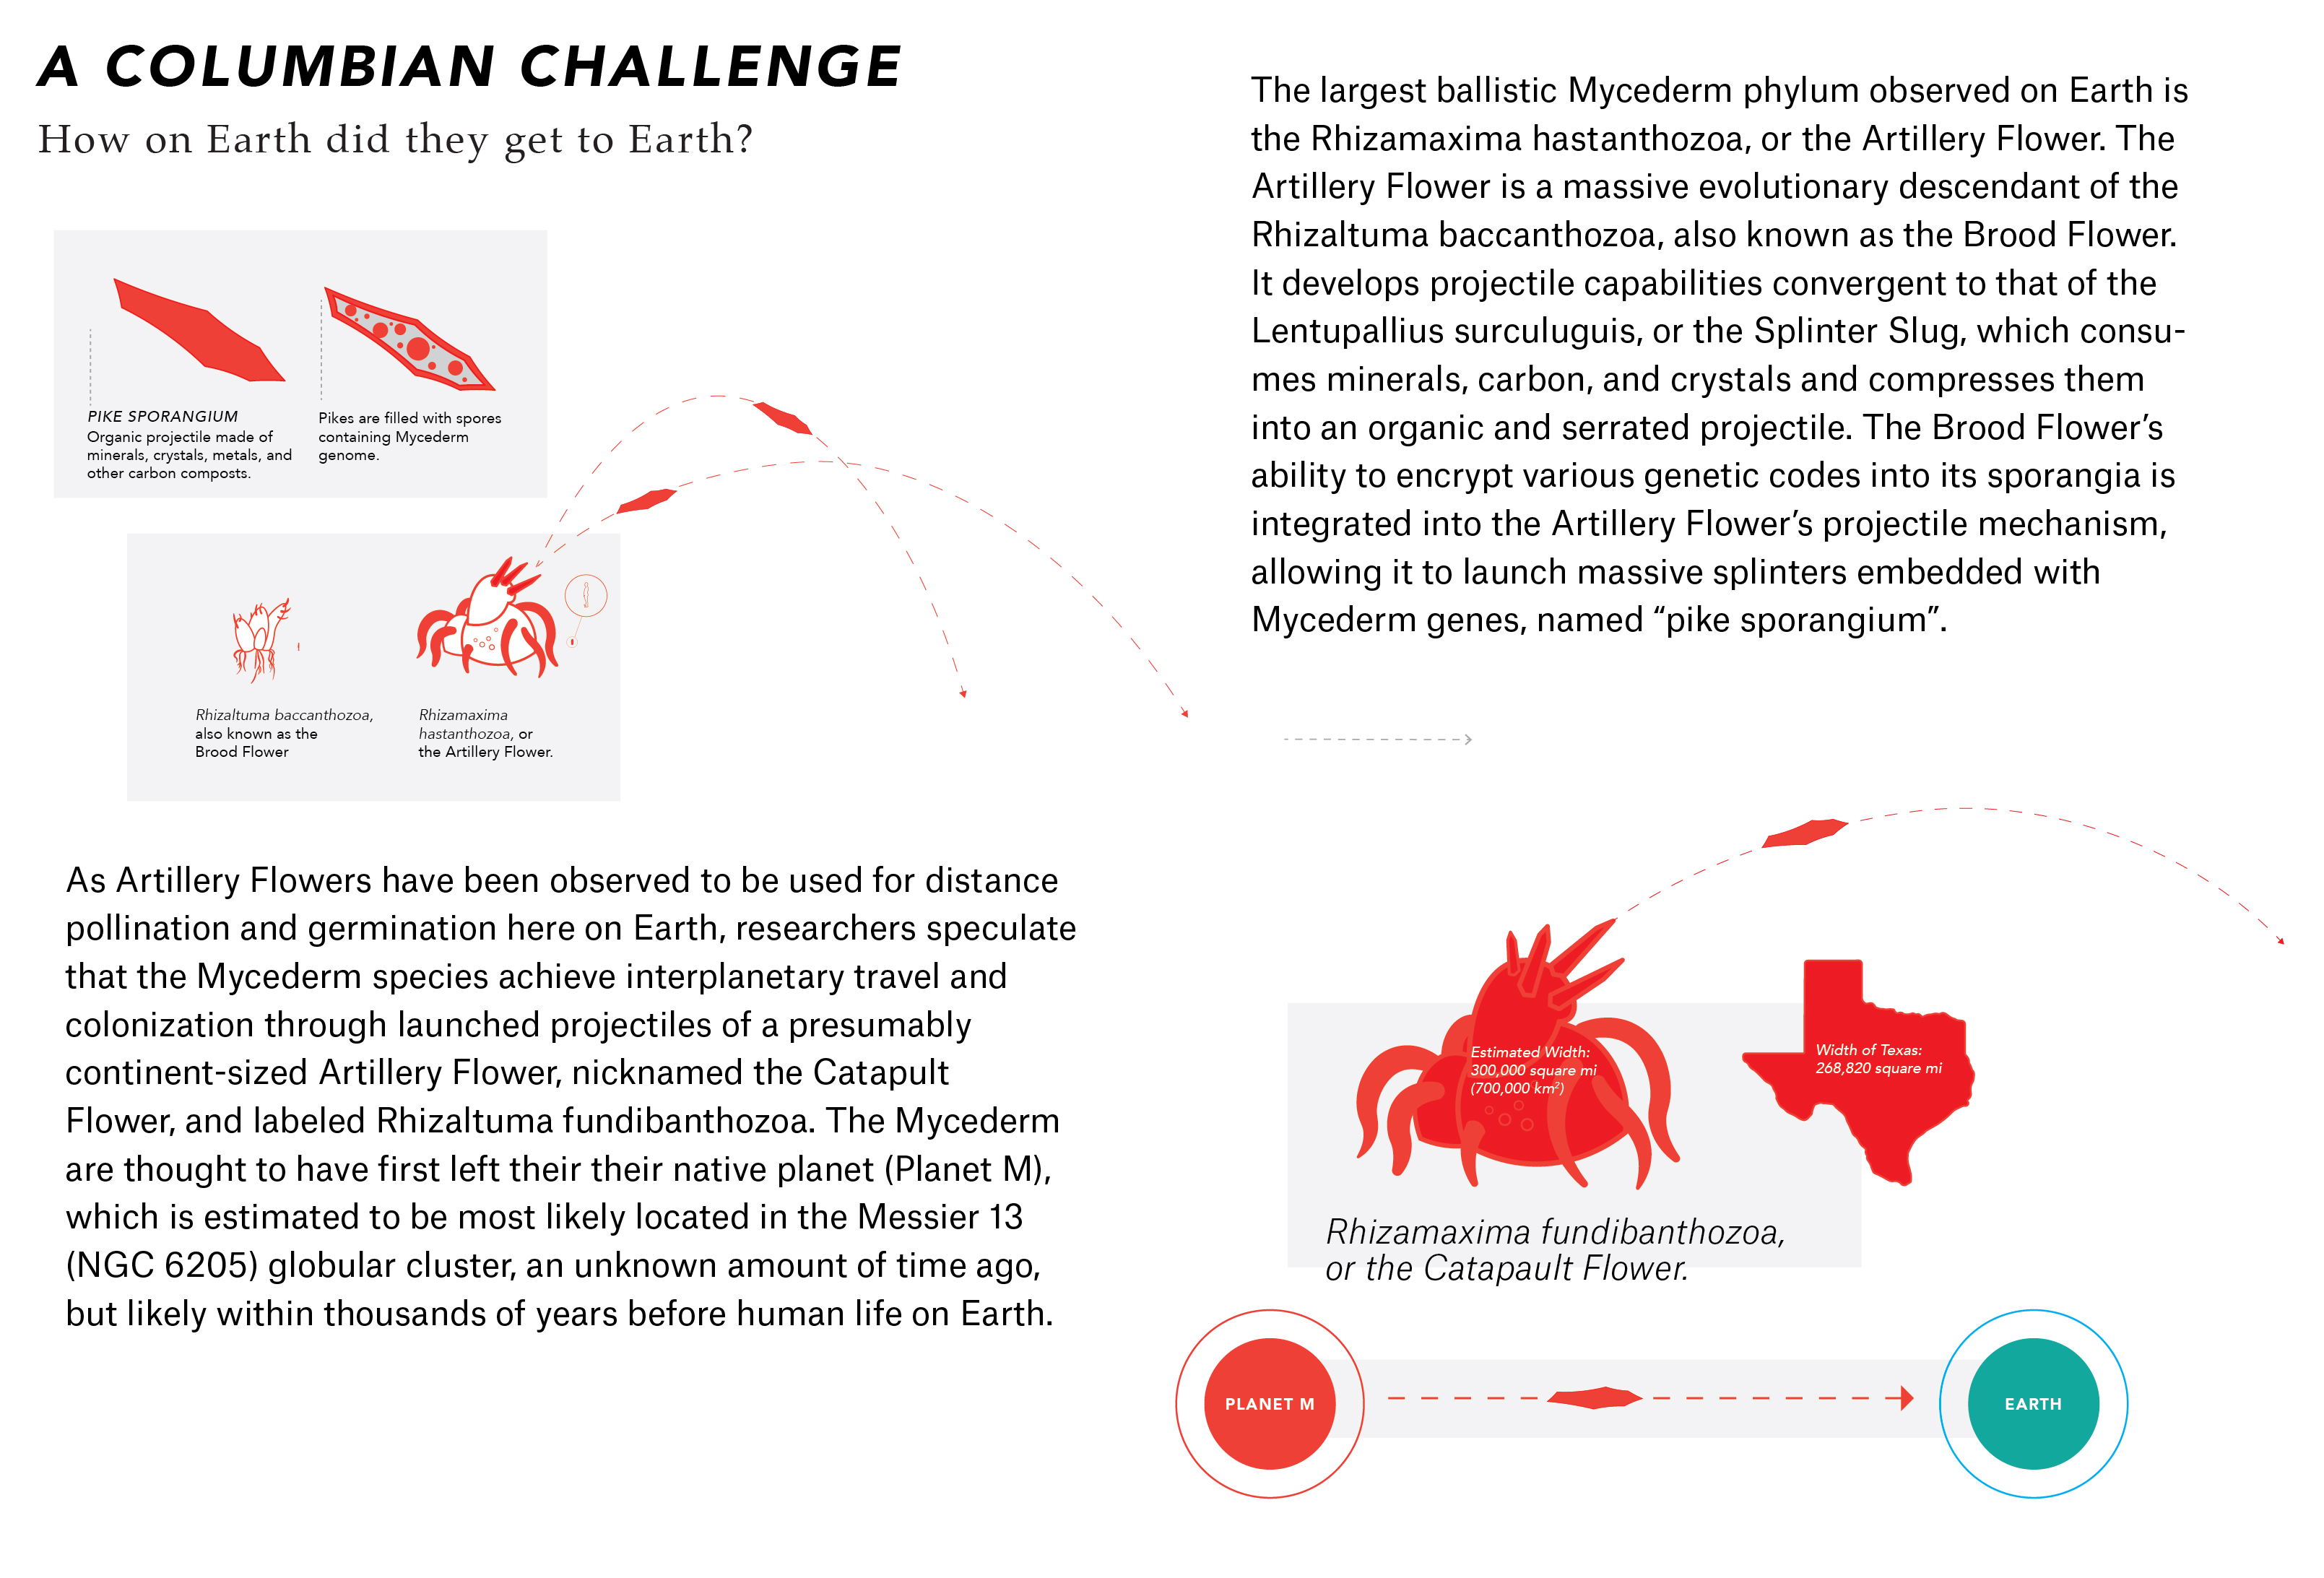 A COLUMBIAN CHALLENGE
How on Earth did they get to Earth?
PIKE SPORANGIUM
Organic projectile made of
minerals, crystals, metals, and
other carbon composts.
Pikes are filled with spores
containing Mycederm
genome.
Rhizaltuma baccanthozoa,
also known as the
Brood Flower
Rhizamaxima
hastanthozoa, or
the Artillery Flower.
The largest ballistic Mycederm phylum observed on Earth is
the Rhizamaxima hastanthozoa, or the Artillery Flower. The
Artillery Flower is a massive evolutionary descendant of the
Rhizaltuma baccanthozoa, also known as the Brood Flower.
It develops projectile capabilities convergent to that of the
Lentupallius surculuguis, or the Splinter Slug, which consu-
mes minerals, carbon, and crystals and compresses them
into an organic and serrated projectile. The Brood Flower’s
ability to encrypt various genetic codes into its sporangia is
integrated into the Artillery Flower’s projectile mechanism,
allowing it to launch massive splinters embedded with
Mycederm genes, named “pike sporangium”.
As Artillery Flowers have been observed to be used for distance
pollination and germination here on Earth, researchers speculate
that the Mycederm species achieve interplanetary travel and
colonization through launched projectiles of a presumably
continent-sized Artillery Flower, nicknamed the Catapult
Flower, and labeled Rhizaltuma fundibanthozoa. The Mycederm
are thought to have first left their their native planet (Planet M),
which is estimated to be most likely located in the Messier 13
(NGC 6205) globular cluster, an unknown amount of time ago,
but likely within thousands of years before human life on Earth.
Estimated Width:
300,000 square mi
(700,000 km²)
Width of Texas:
268,820 square mi
Rhizamaxima fundibanthozoa,
or the Catapault Flower.
PLANET M
EARTH